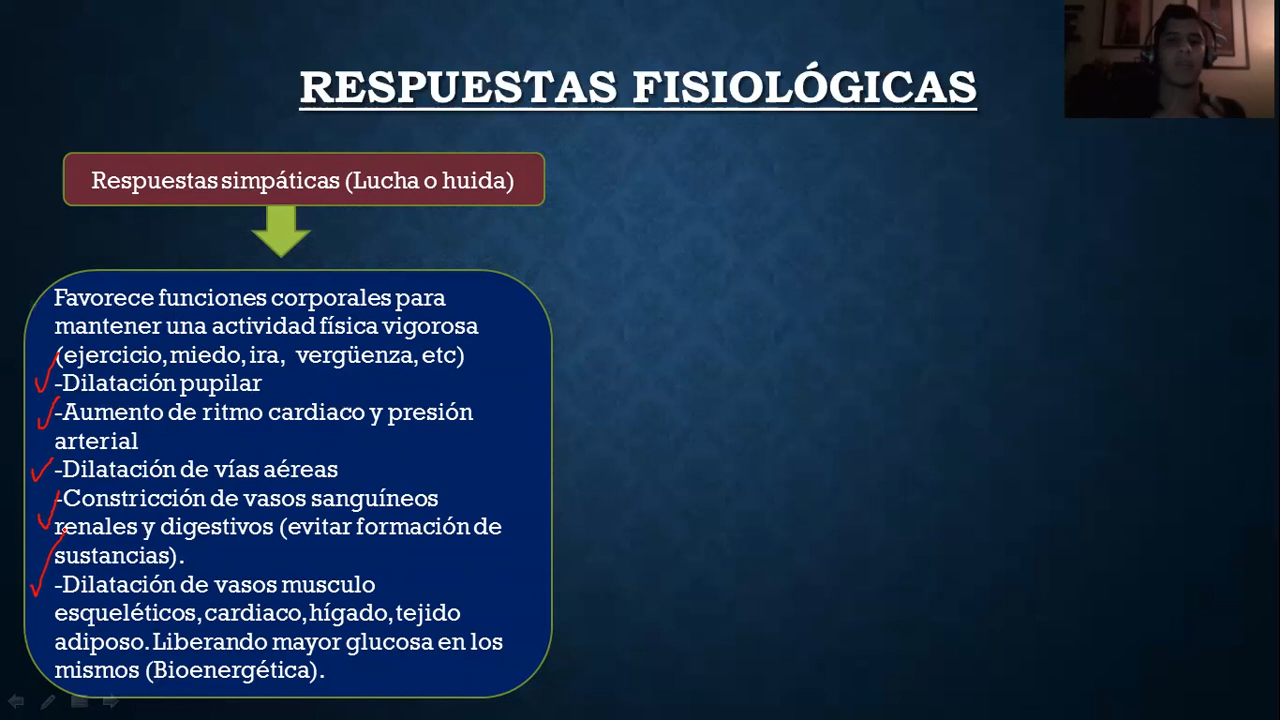 RESPUESTAS FISIOLÓGICAS
Respuestas simpáticas (Lucha o huida)
Favorece funciones corporales para
mantener una actividad física vigorosa
(ejercicio, miedo, ira, vergüenza, etc)
-Dilatación pupilar
-Aumento de ritmo cardiaco y presión
arterial
-Dilatación de vías aéreas
-Constricción de vasos sanguíneos
renales y digestivos (evitar formación de
sustancias).
-Dilatación de vasos musculo
esqueléticos, cardiaco, hígado, tejido
adiposo. Liberando mayor glucosa en los
mismos (Bioenergética).